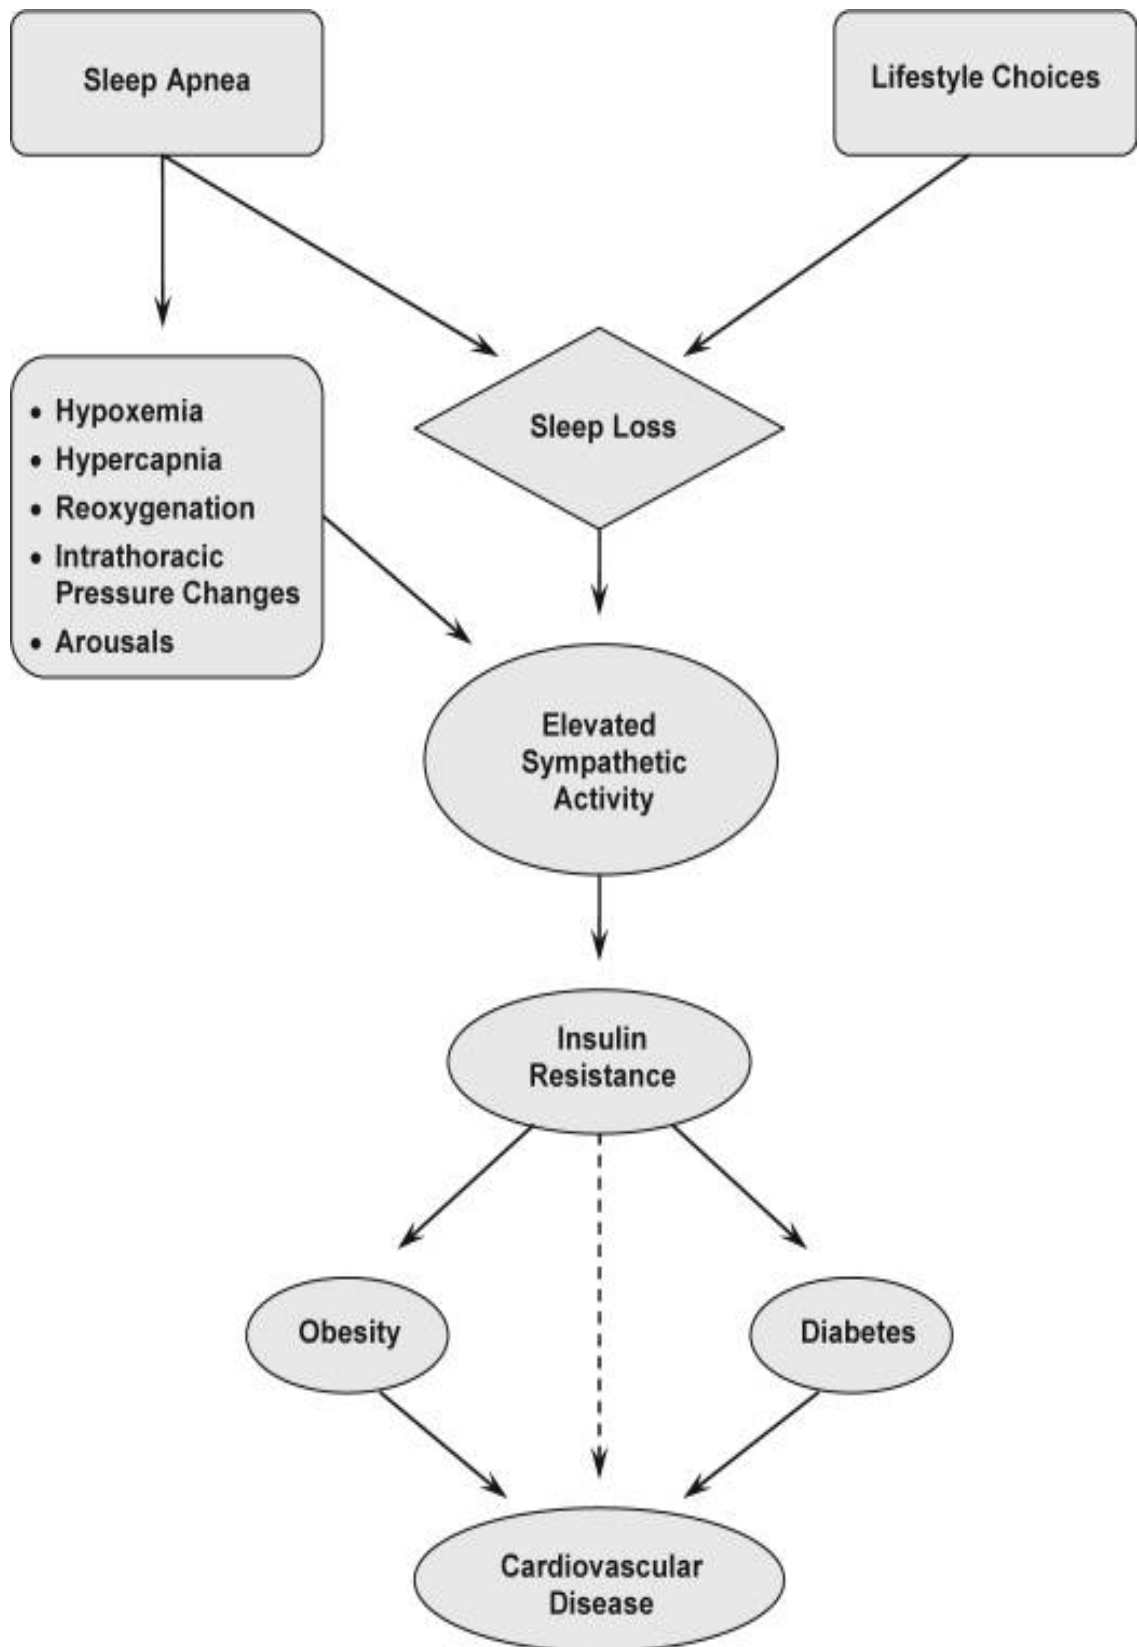 Sleep Apnea
Lifestyle Choices
• Hypoxemia
• Hypercapnia
• Reoxygenation
• Intrathoracic
Pressure Changes
• Arousals
Sleep Loss
Elevated
Sympathetic
Activity
Insulin
Resistance
Obesity
Diabetes
Cardiovascular
Disease